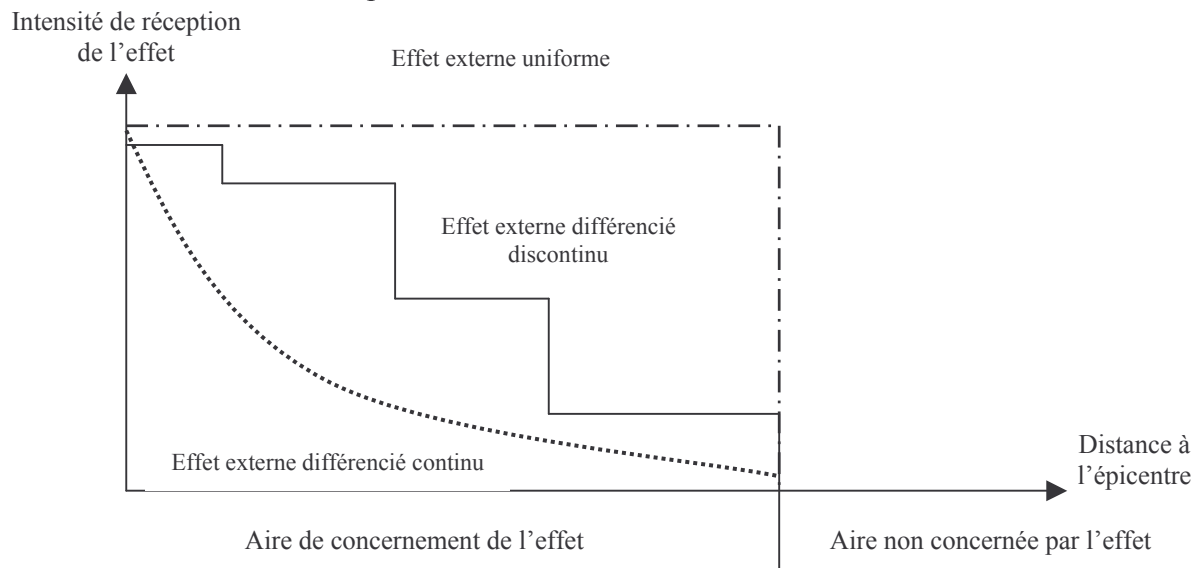 Intensité de réception
de l’effet
Effet externe uniforme
Effet externe différencié
discontinu
Effet externe différencié continu
Distance à
l’épicentre
Aire de concernement de l’effet
Aire non concernée par l’effet